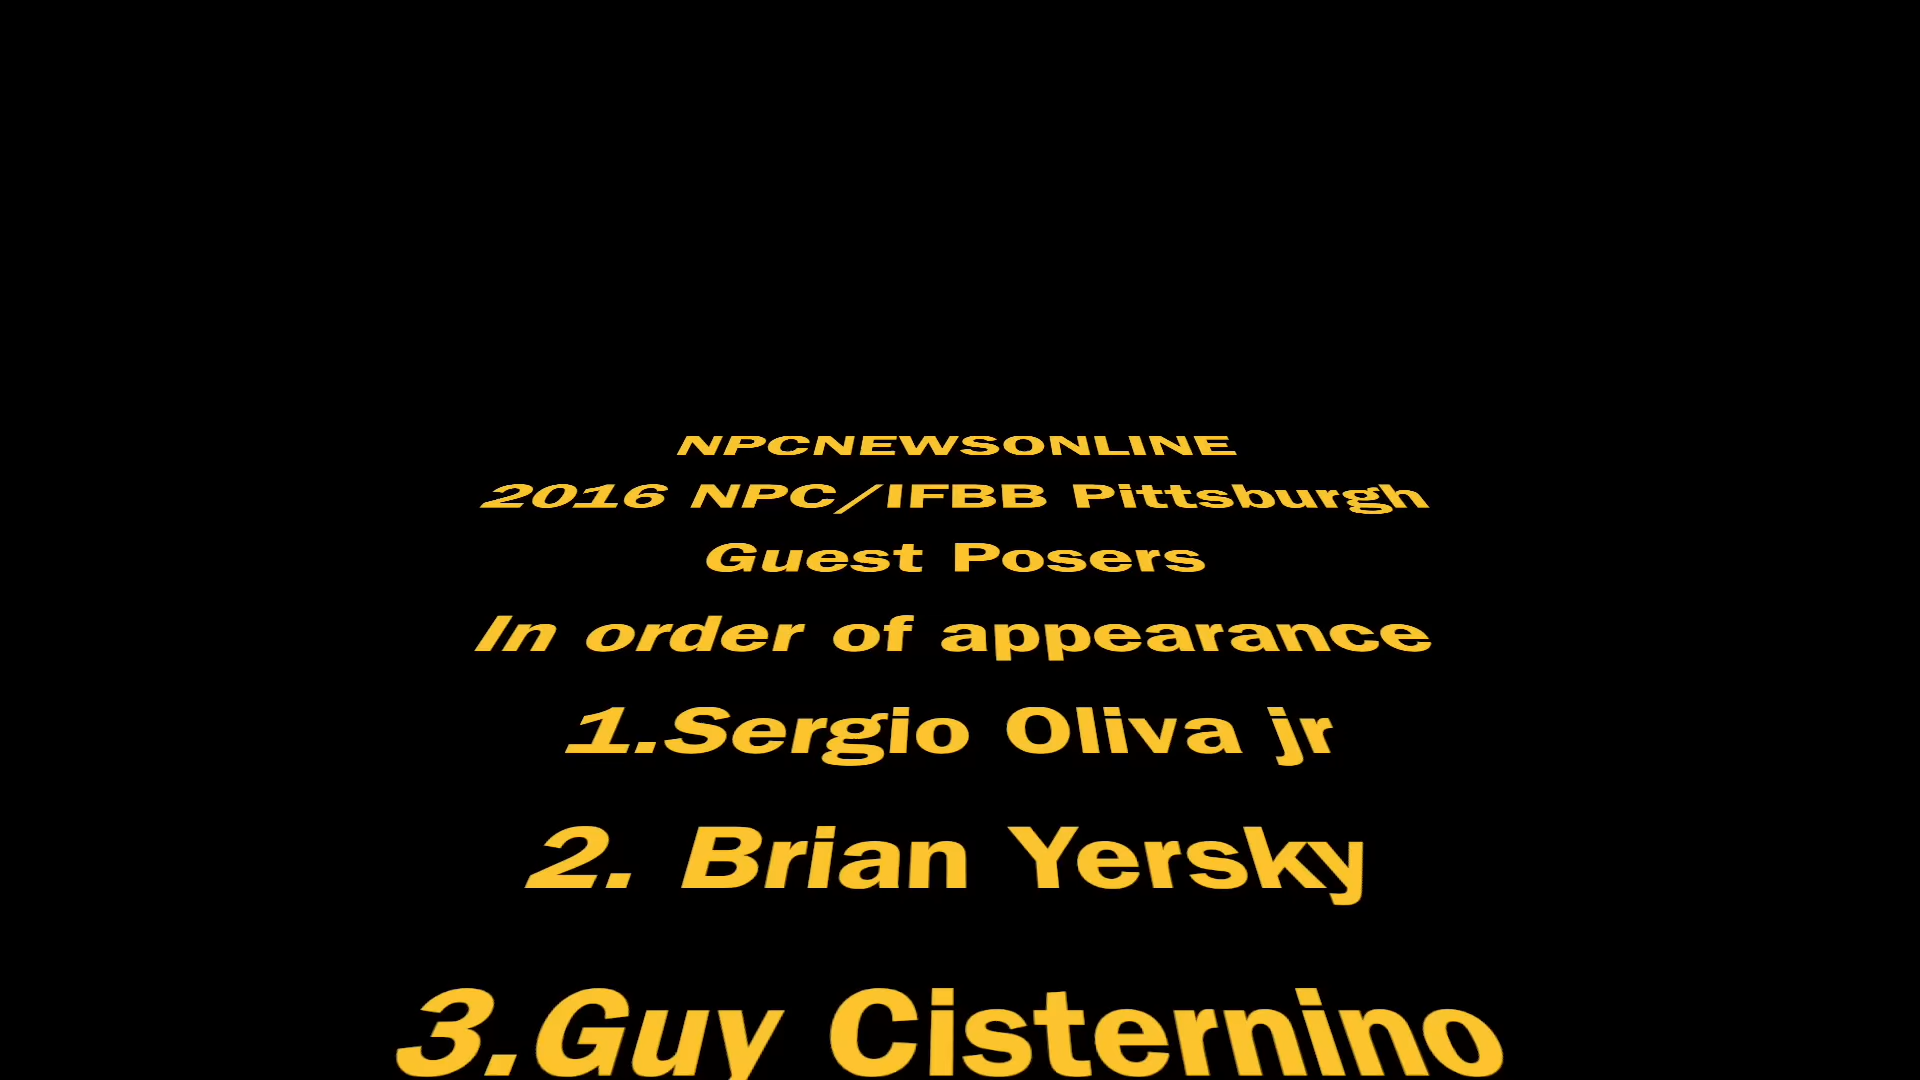 NPCNEWSONLINE
2016 NPC/IFBB Pittsburgh
Guest Posers
In order of appearance
1.Sergio Oliva jr
2. Brian Yersky
3.Guy Cisternino